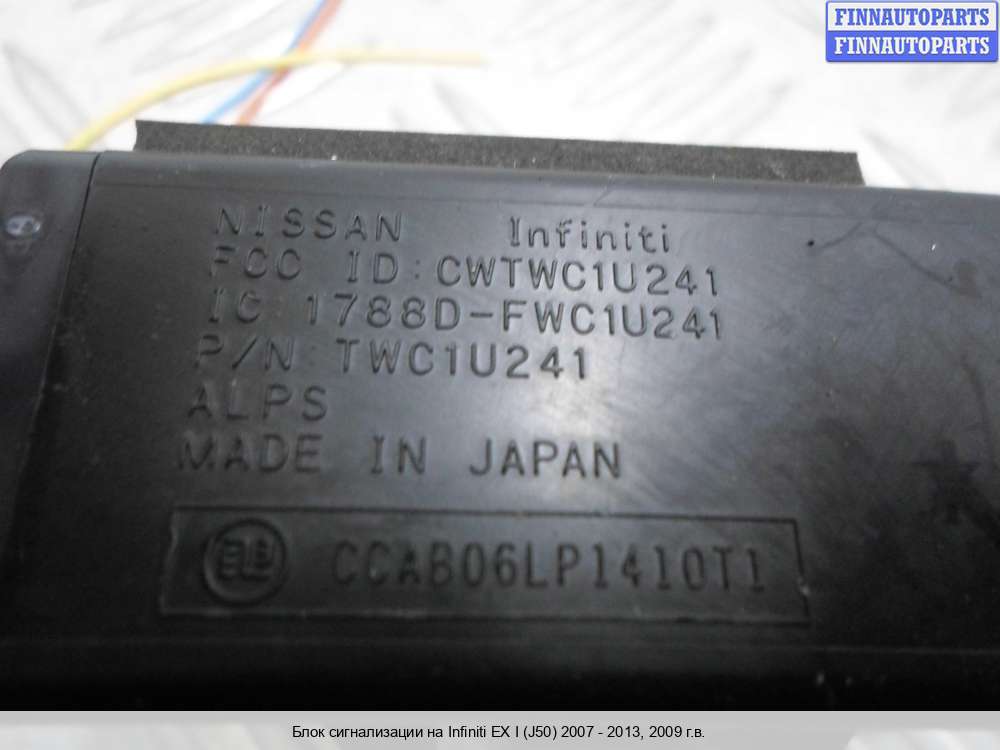 FINNAUTOPARTS
FINNAUTOPARTS
NISSAN Infiniti
FCC ID:CWTWC1U241
IC:1788D-FWC1U241
P/N:TWC1U241
ALPS
MADE IN JAPAN
CCAB06LP1410T1
Блок сигнализации на Infiniti EX I (J50) 2007 - 2013, 2009 г.в.